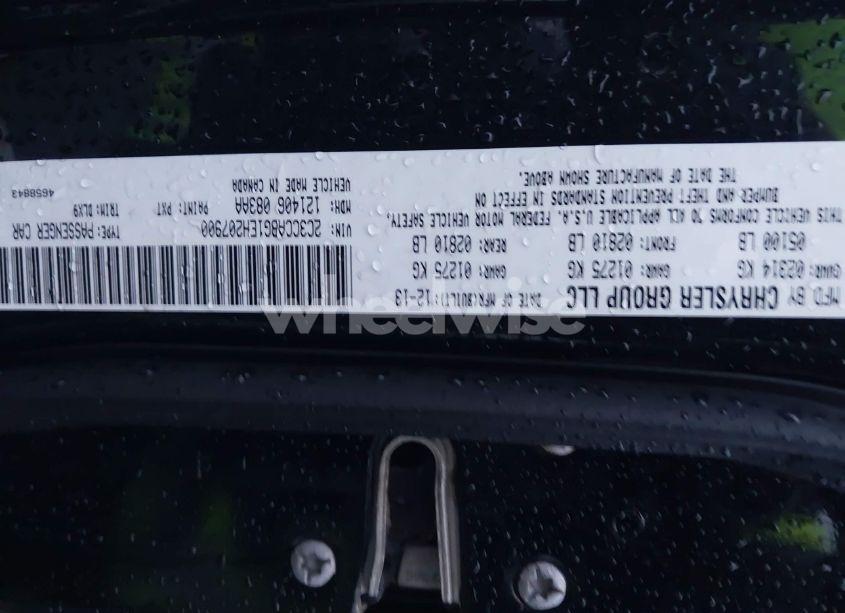 MFD BY CHRYSLER GROUP LLC DATE OF MFR(BUILT): 12-13
GVWR: 02314 KG GAWR: 01275 KG GAWR: 01275 KG
05100 LB FRONT: 02810 LB REAR: 02810 LB
THIS VEHICLE CONFORMS TO ALL APPLICABLE U.S.A. FEDERAL MOTOR VEHICLE SAFETY,
BUMPER AND THEFT PREVENTION STANDARDS IN EFFECT ON
THE DATE OF MANUFACTURE SHOWN ABOVE.
VIN: 2C3CCABG1EH207900 TYPE: PASSENGER CAR
MDH: 121406 083AA PAINT: PXT TRIM: DLX9
VEHICLE MADE IN CANADA 4658843
wheelwise